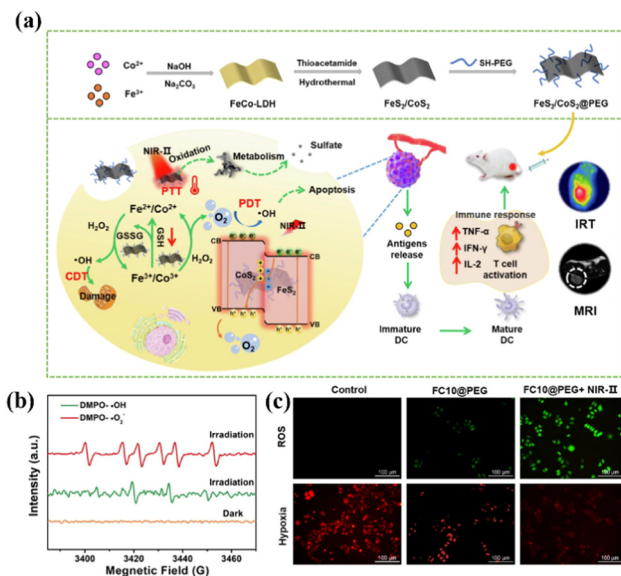 (a)
Co²⁺
Fe³⁺
NaOH
Na₂CO₃
FeCo-LDH
Thioacetamide
Hydrothermal
FeS₂/CoS₂
SH-PEG
FeS₂/CoS₂@PEG
NIR-II
Oxidation
Metabolism
Sulfate
PTT
Apoptosis
Fe²⁺/Co²⁺
O₂
PDT
•OH
NIR-II
H₂O₂
GSSG
GSH
H₂O₂
•OH
Fe³⁺/Co³⁺
CDT
Damage
CB
CB
CoS₂
FeS₂
VB
VB
h⁺ h⁺ h⁺
h⁺ h⁺ h⁺
O₂
Antigens
release
Immature
DC
Mature
DC
Immune response
TNF-α
IFN-γ
IL-2
T cell
activation
IRT
MRI
(b)
DMPO- •OH
DMPO- •O₂⁻
Irradiation
Irradiation
Dark
Intensity (a.u.)
3400
3420
3440
3460
Megnetic Field (G)
(c)
Control
FC10@PEG
FC10@PEG+ NIR-II
ROS
100 μm
100 μm
100 μm
Hypoxia
100 μm
100 μm
100 μm